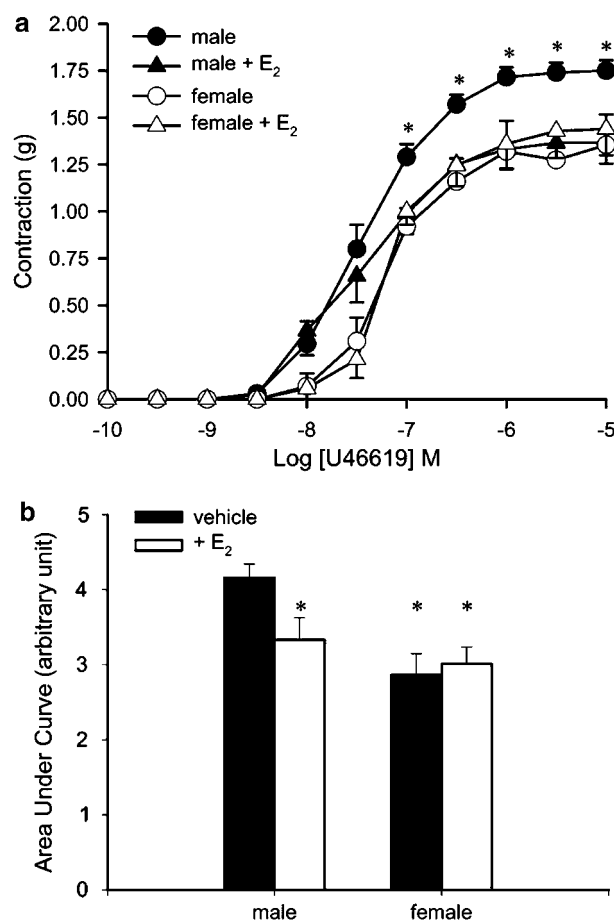 a
male
male + E2
female
female + E2
* * * * *
Contraction (g)
2.00
1.75
1.50
1.25
1.00
0.75
0.50
0.25
0.00
-10 -9 -8 -7 -6 -5
Log [U46619] M
b
vehicle
+ E2
* * *
Area Under Curve (arbitrary unit)
5
4
3
2
1
0
male female